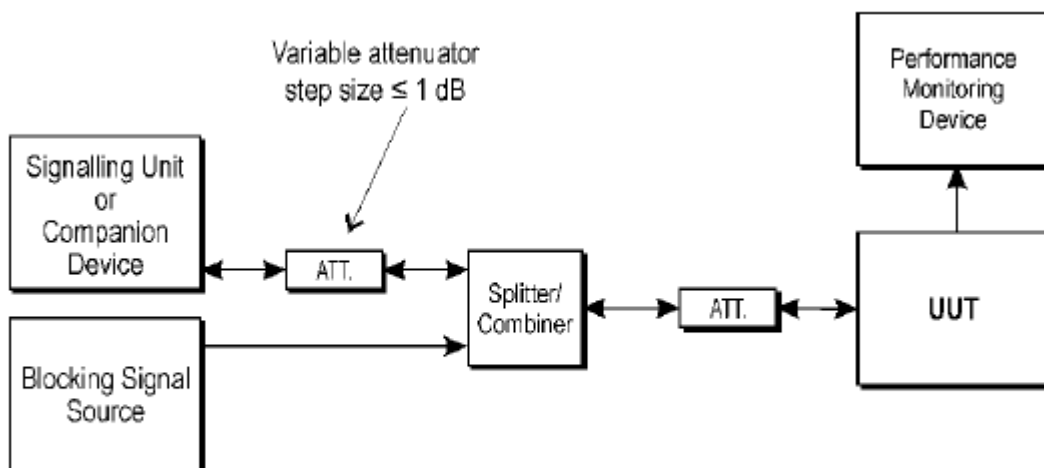 Variable attenuator
step size ≤ 1 dB
Performance
Monitoring
Device
Signalling Unit
or
Companion
Device
ATT.
Splitter/
Combiner
ATT.
UUT
Blocking Signal
Source